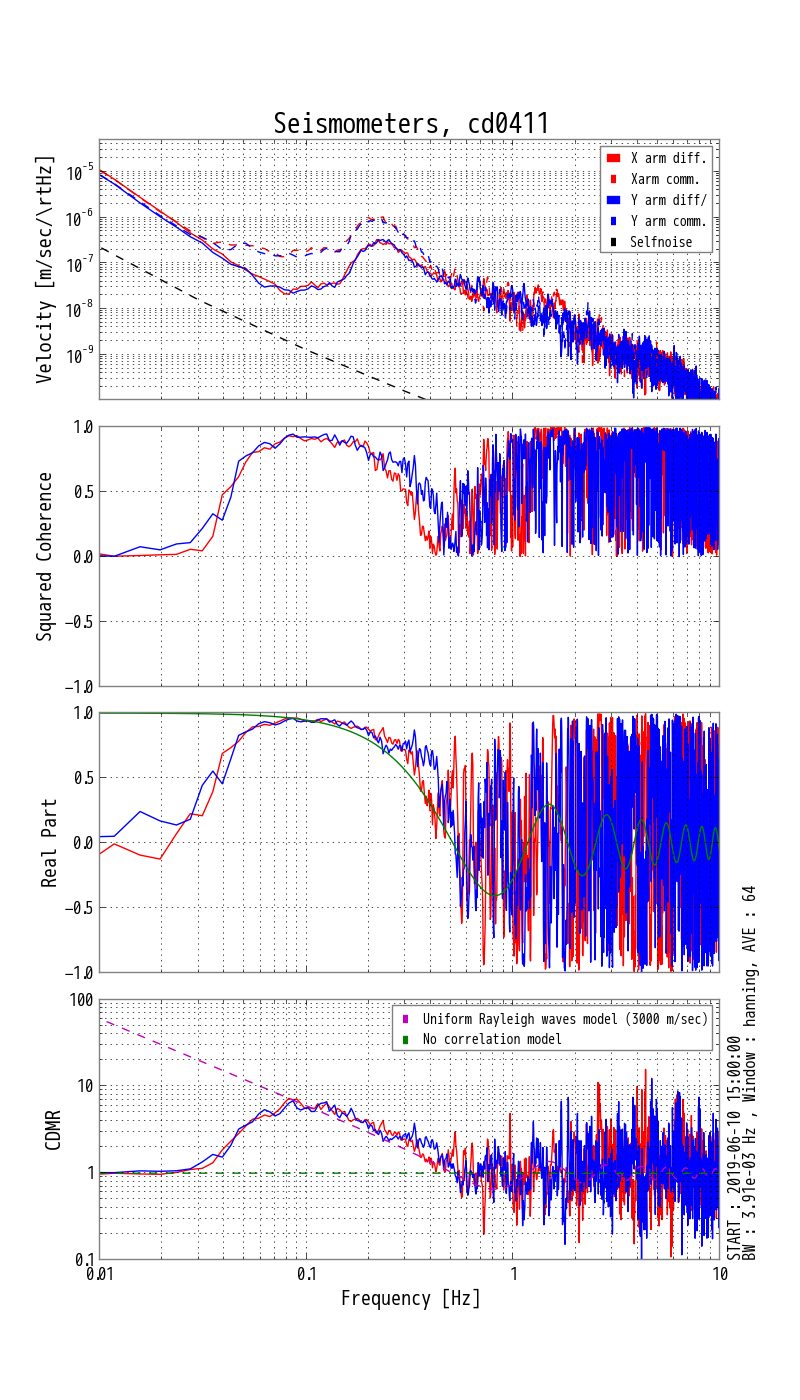 Seismometers, cd0411
Velocity [m/sec/\rtHz]
10-5
10-6
10-7
10-8
10-9
X arm diff.
Xarm comm.
Y arm diff/
Y arm comm.
Selfnoise
Squared Coherence
1.0
0.5
0.0
−0.5
−1.0
Real Part
1.0
0.5
0.0
−0.5
−1.0
CDMR
100
10
1
0.1
Uniform Rayleigh waves model (3000 m/sec)
No correlation model
0.01
0.1
1
10
Frequency [Hz]
START : 2019-06-10 15:00:00
BW : 3.91e-03 Hz , Window : hanning, AVE : 64